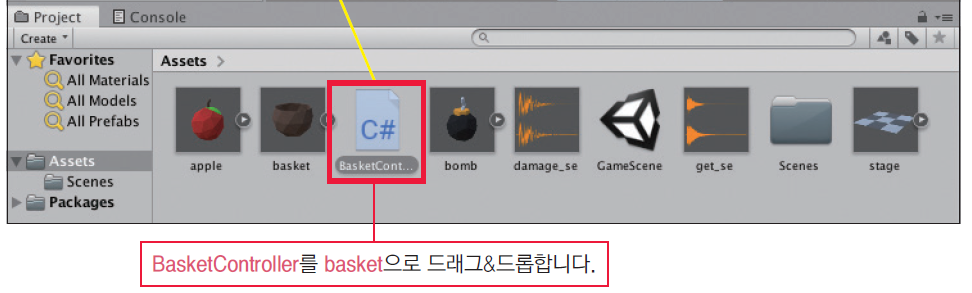 Project
Console
Create
Favorites
Assets >
All Materials
All Models
All Prefabs
C#
Assets
apple
basket
BasketCont...
bomb
damage_se
GameScene
get_se
Scenes
stage
Scenes
Packages
BasketController를 basket으로 드래그&드롭합니다.